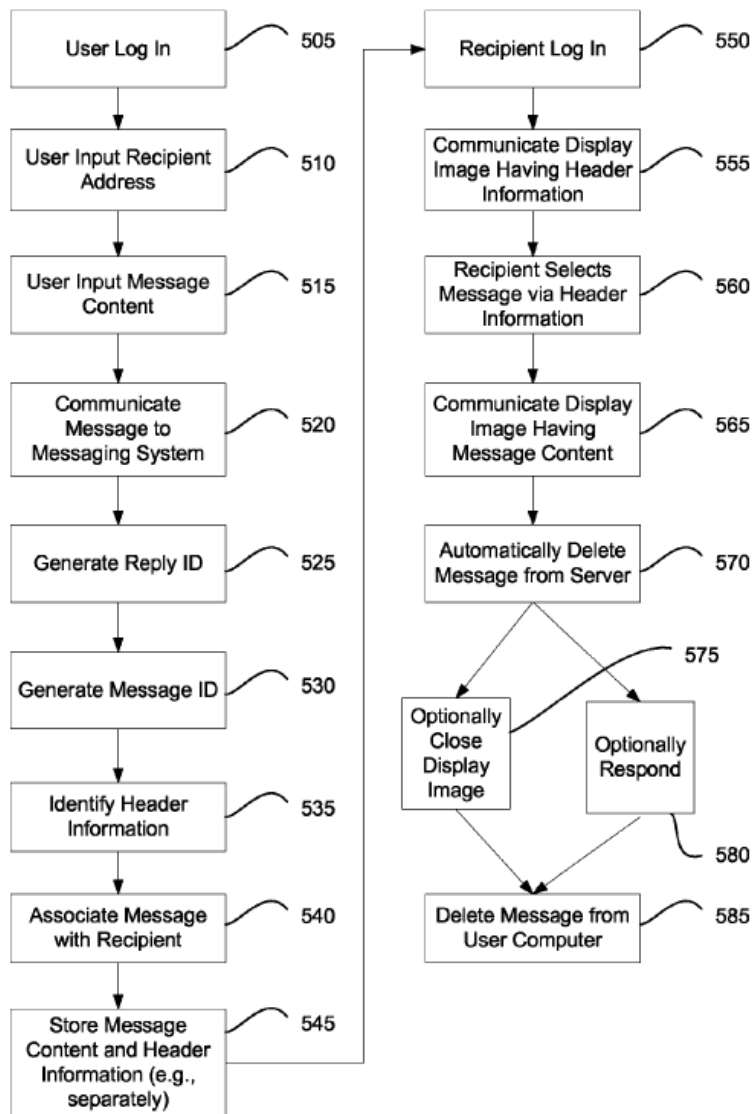 User Log In
505
User Input Recipient
Address
510
User Input Message
Content
515
Communicate
Message to
Messaging System
520
Generate Reply ID
525
Generate Message ID
530
Identify Header
Information
535
Associate Message
with Recipient
540
Store Message
Content and Header
Information (e.g.,
separately)
545
Recipient Log In
550
Communicate Display
Image Having Header
Information
555
Recipient Selects
Message via Header
Information
560
Communicate Display
Image Having
Message Content
565
Automatically Delete
Message from Server
570
Optionally
Close
Display
Image
575
Optionally
Respond
580
Delete Message from
User Computer
585